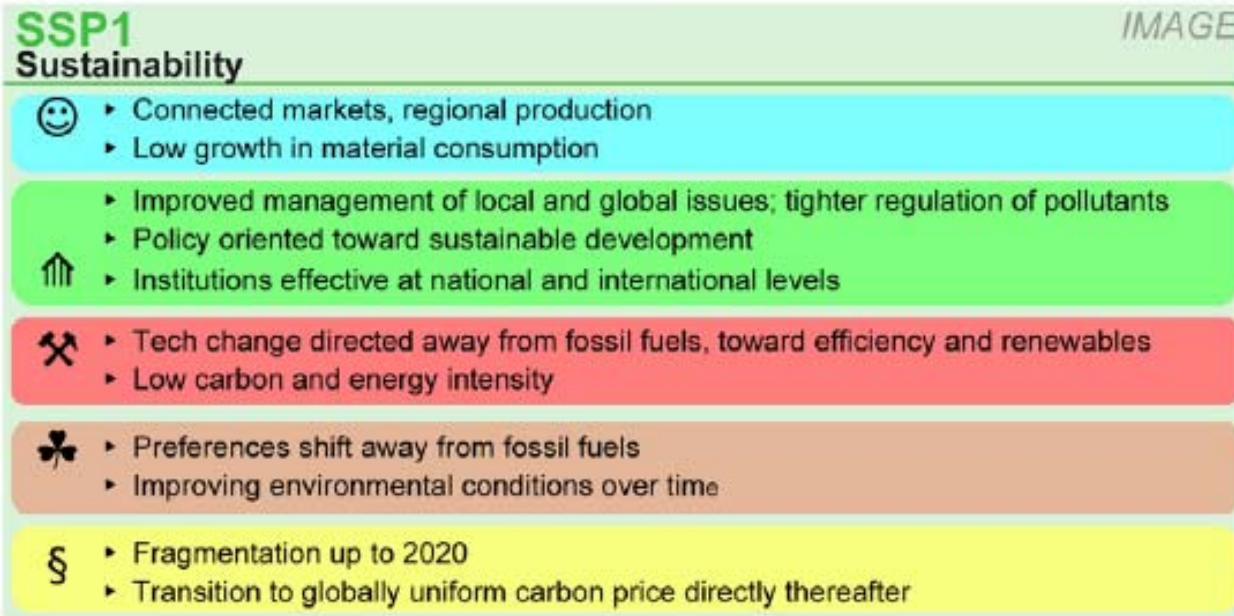 SSP1
IMAGE
Sustainability
☺
‣ Connected markets, regional production
‣ Low growth in material consumption
‣ Improved management of local and global issues; tighter regulation of pollutants
‣ Policy oriented toward sustainable development
‣ Institutions effective at national and international levels
‣ Tech change directed away from fossil fuels, toward efficiency and renewables
‣ Low carbon and energy intensity
‣ Preferences shift away from fossil fuels
‣ Improving environmental conditions over time
§
‣ Fragmentation up to 2020
‣ Transition to globally uniform carbon price directly thereafter